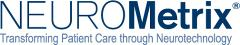 NEUROMetrix®
Transforming Patient Care through Neurotechnology